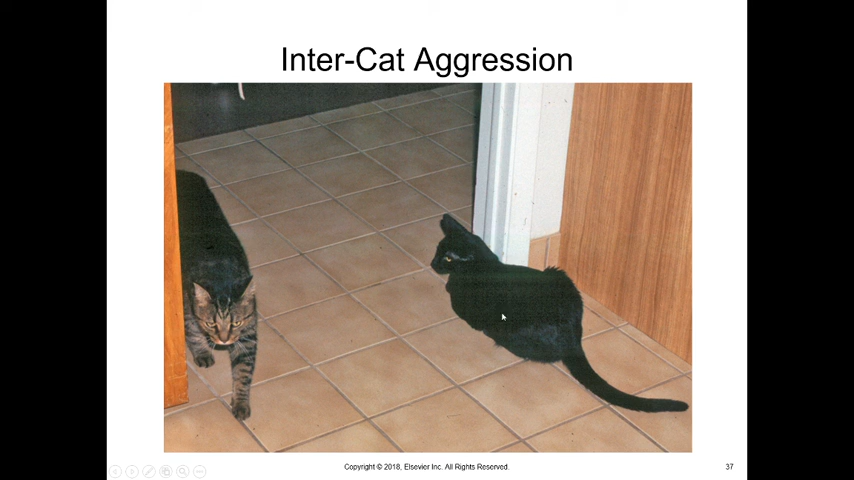 Inter-Cat Aggression
Copyright © 2018, Elsevier Inc. All Rights Reserved.
37